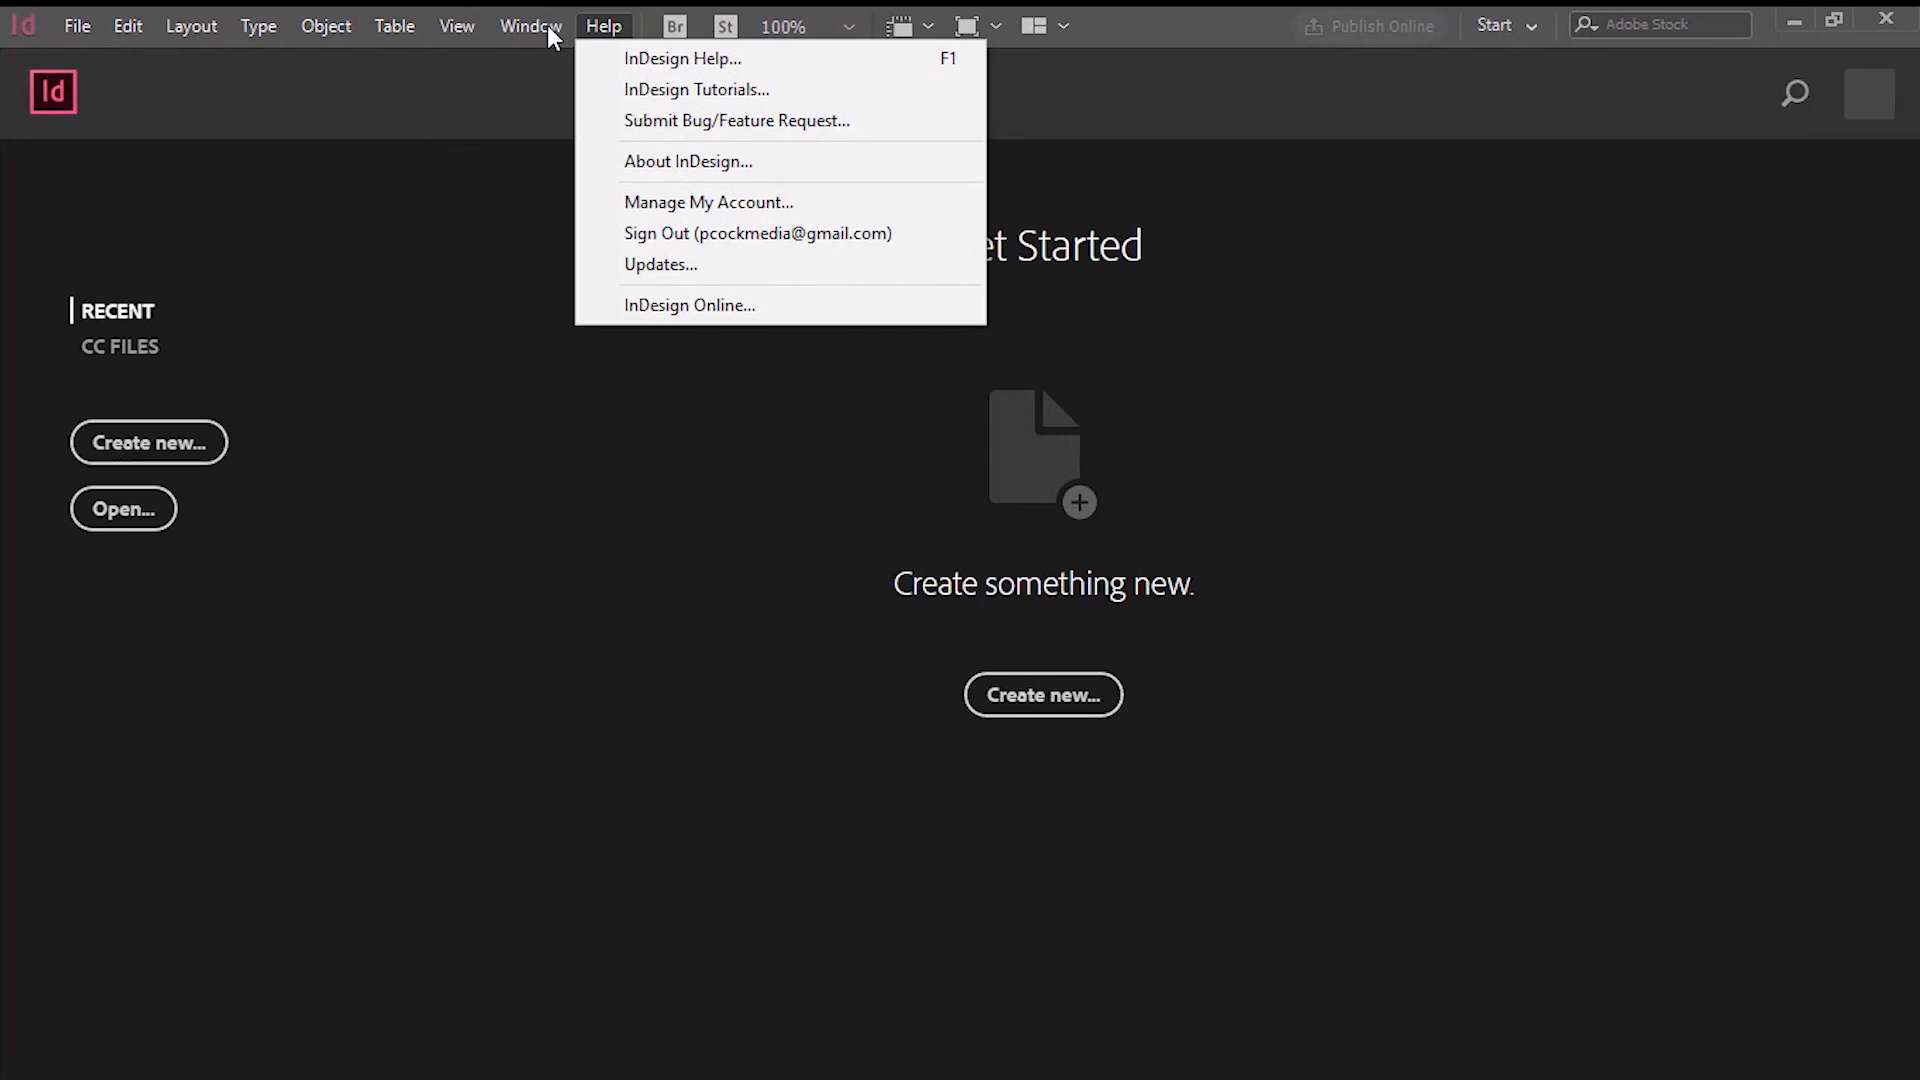 Id File Edit Layout Type Object Table View Window Help Br St 100% Publish Online Start Adobe Stock
Id
InDesign Help... F1
InDesign Tutorials...
Submit Bug/Feature Request...
About InDesign...
Manage My Account...
Sign Out (pcockmedia@gmail.com)
Updates...
InDesign Online...
et Started
RECENT
CC FILES
Create new...
Open...
Create something new.
Create new...